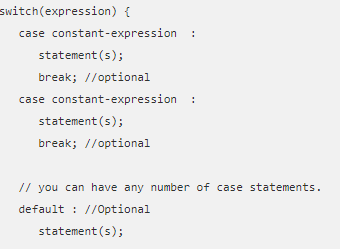 switch(expression) {
case constant-expression  :
statement(s);
break; //optional
case constant-expression  :
statement(s);
break; //optional
// you can have any number of case statements.
default : //Optional
statement(s);